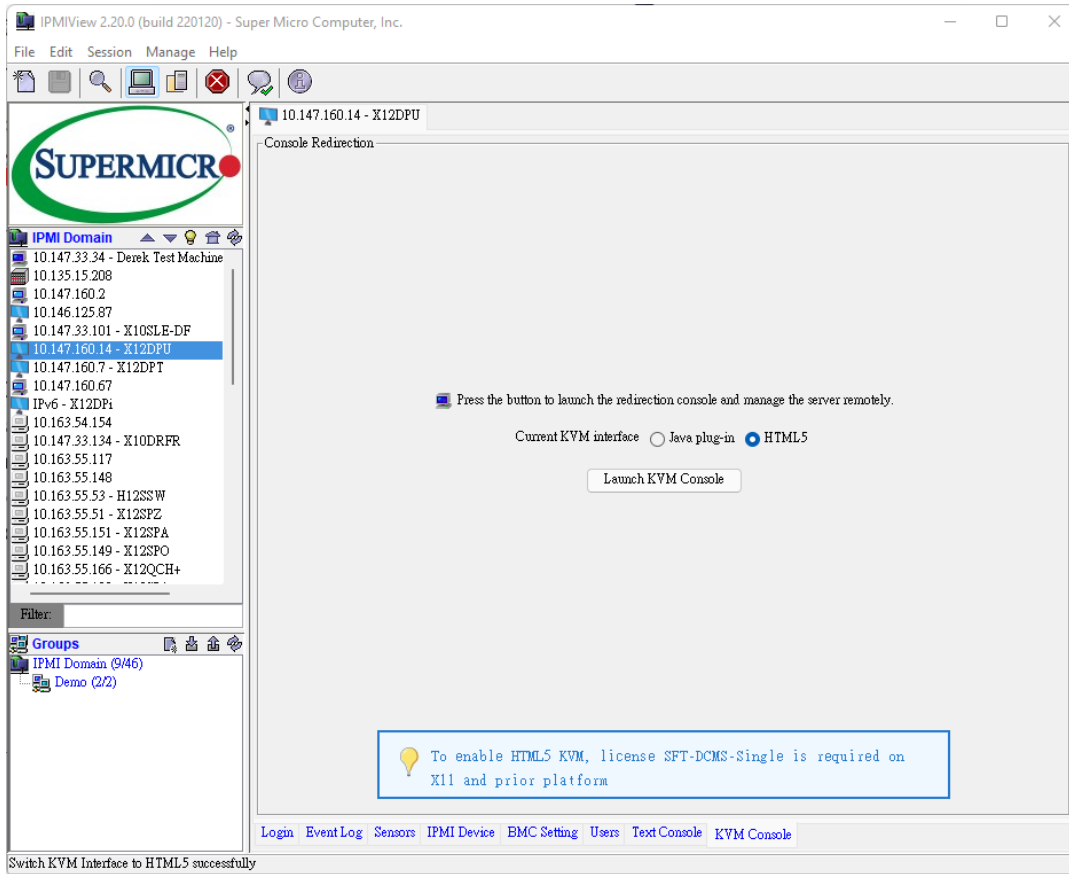 IPMIView 2.20.0 (build 220120) - Super Micro Computer, Inc.
File Edit Session Manage Help
SUPERMICR
®
10.147.160.14 - X12DPU
Console Redirection
IPMI Domain
10.147.33.34 - Derek Test Machine
10.135.15.208
10.147.160.2
10.146.125.87
10.147.33.101 - X10SLE-DF
10.147.160.14 - X12DPU
10.147.160.7 - X12DPT
10.147.160.67
IPv6 - X12DPi
10.163.54.154
10.147.33.134 - X10DRFR
10.163.55.117
10.163.55.148
10.163.55.53 - H12SSW
10.163.55.51 - X12SPZ
10.163.55.151 - X12SPA
10.163.55.149 - X12SPO
10.163.55.166 - X12QCH+
Filter:
Groups
IPMI Domain (9/46)
Demo (2/2)
Press the button to launch the redirection console and manage the server remotely.
Current KVM interface Java plug-in HTML5
Launch KVM Console
To enable HTML5 KVM, license SFT-DCMS-Single is required on
X11 and prior platform
Login Event Log Sensors IPMI Device BMC Setting Users Text Console KVM Console
Switch KVM Interface to HTML5 successfully